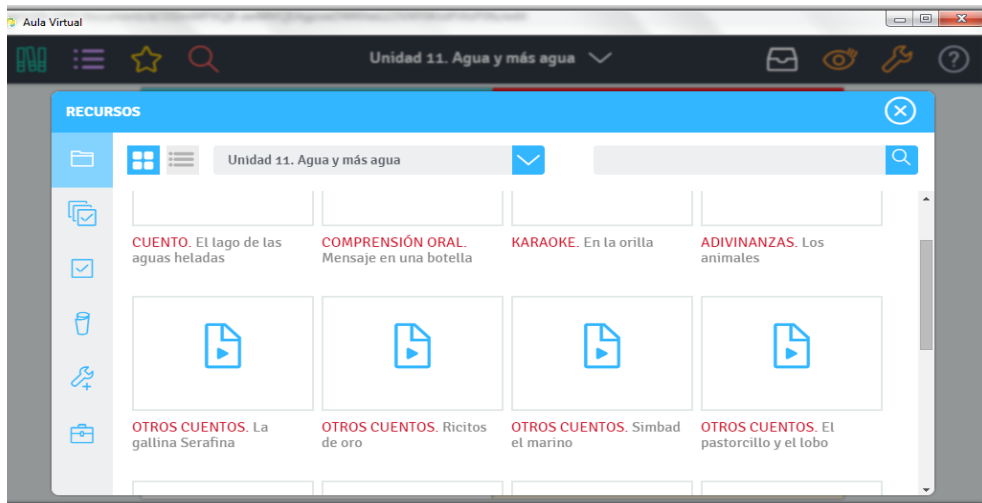 Aula Virtual
Unidad 11. Agua y más agua
?
RECURSOS
Unidad 11. Agua y más agua
CUENTO. El lago de las
aguas heladas
COMPRENSIÓN ORAL.
Mensaje en una botella
KARAOKE. En la orilla
ADIVINANZAS. Los
animales
OTROS CUENTOS. La
gallina Serafina
OTROS CUENTOS. Ricitos
de oro
OTROS CUENTOS. Simbad
el marino
OTROS CUENTOS. El
pastorcillo y el lobo